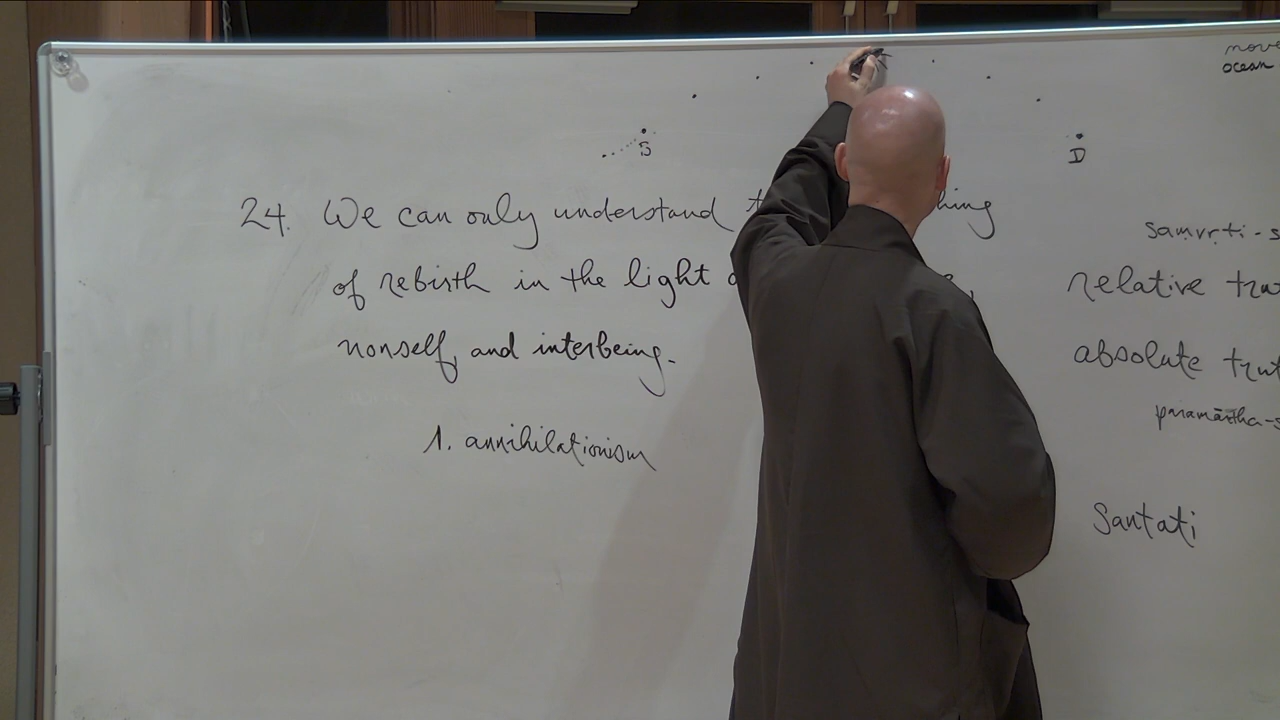 move
ocean
B
D
24. We can only understand
of rebirth in the light
nonself, and interbeing.
1. annihilationism
samvṛti-s
relative tru
absolute tru
paramārtha-s
Santati